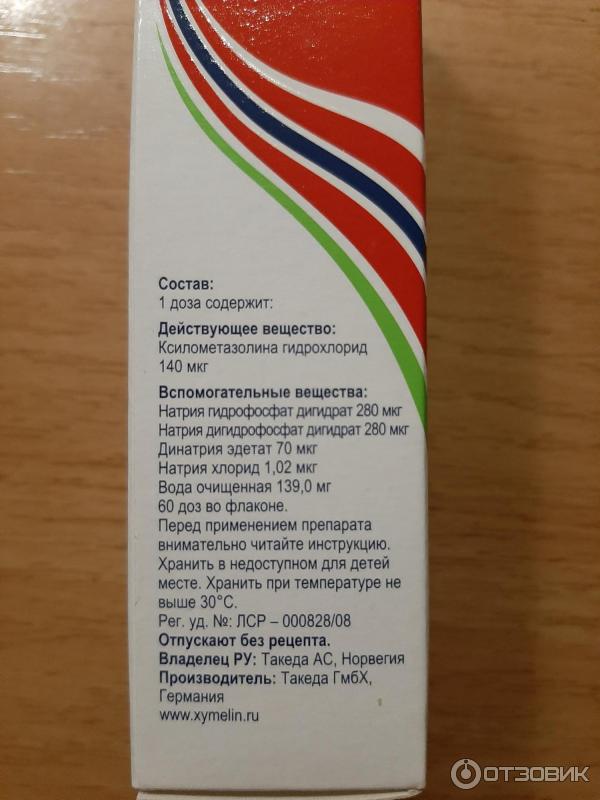 Состав:
1 доза содержит:
Действующее вещество:
Ксилометазолина гидрохлорид
140 мкг
Вспомогательные вещества:
Натрия гидрофосфат дигидрат 280 мкг
Натрия дигидрофосфат дигидрат 280 мкг
Динатрия эдетат 70 мкг
Натрия хлорид 1,02 мкг
Вода очищенная 139,0 мг
60 доз во флаконе.
Перед применением препарата
внимательно читайте инструкцию.
Хранить в недоступном для детей
месте. Хранить при температуре не
выше 30°С.
Рег. уд. №: ЛСР – 000828/08
Отпускают без рецепта.
Владелец РУ: Такеда АС, Норвегия
Производитель: Такеда ГмбХ,
Германия
www.xymelin.ru
ОТЗОВИК